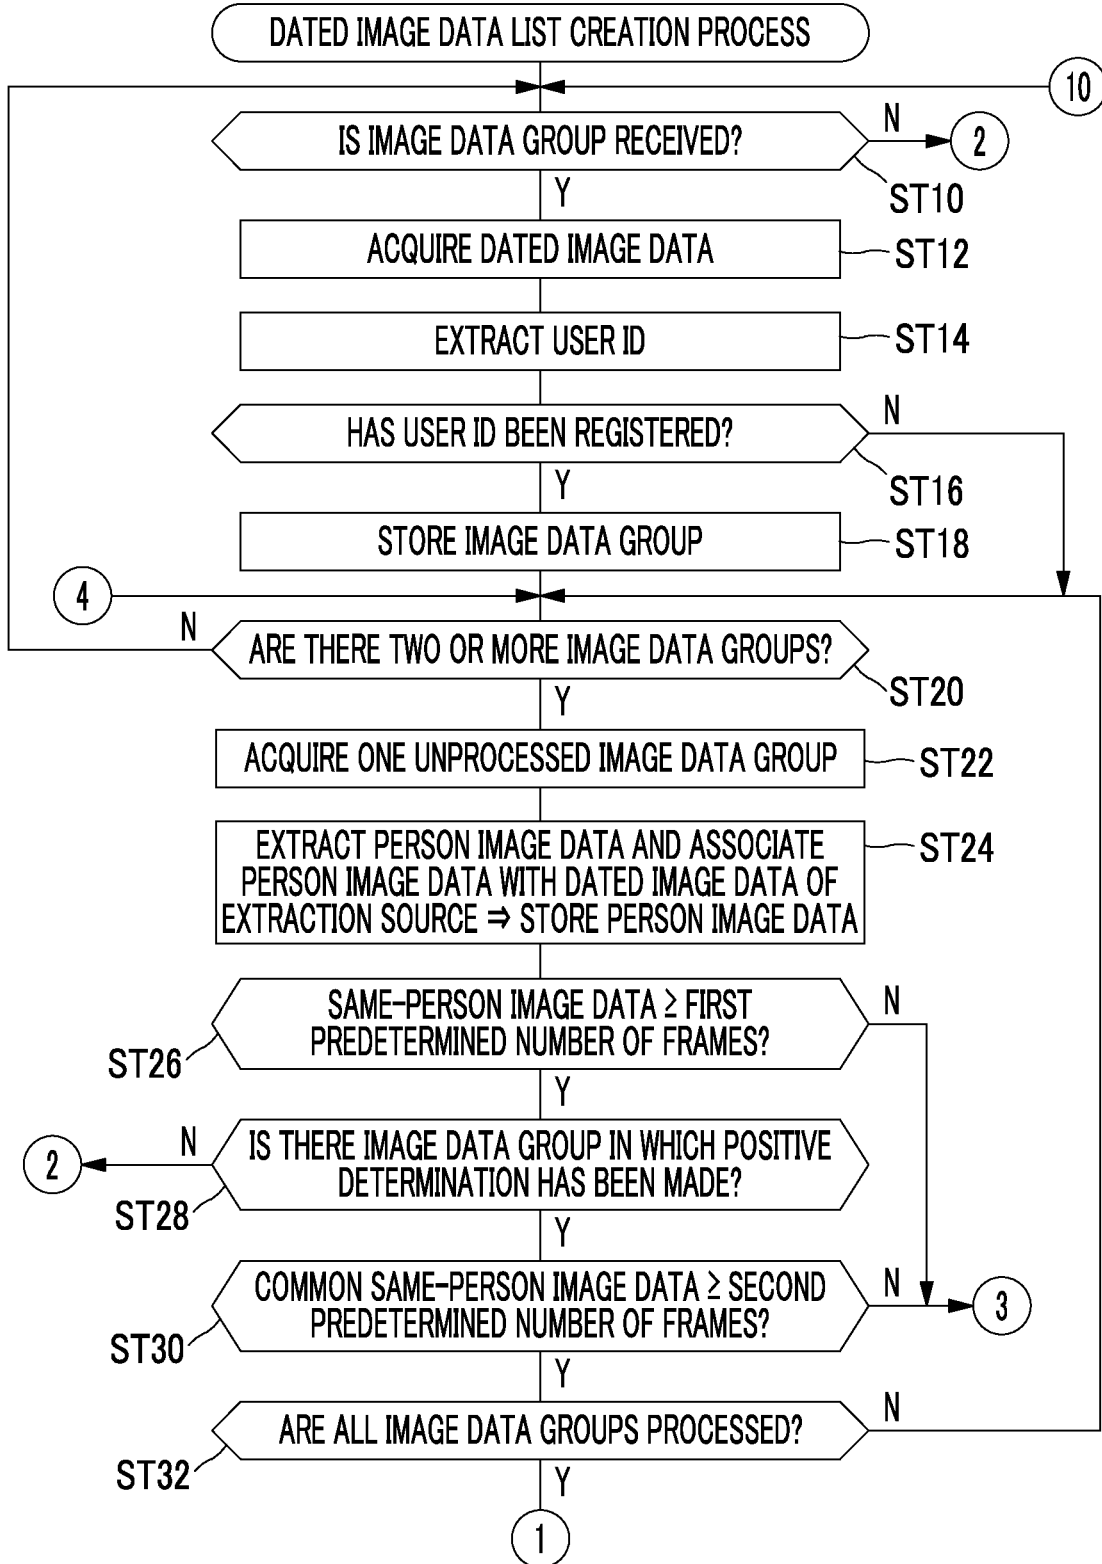 DATED IMAGE DATA LIST CREATION PROCESS
10
IS IMAGE DATA GROUP RECEIVED?
N
2
ST10
Y
ACQUIRE DATED IMAGE DATA
ST12
EXTRACT USER ID
ST14
HAS USER ID BEEN REGISTERED?
N
ST16
Y
STORE IMAGE DATA GROUP
ST18
4
N
ARE THERE TWO OR MORE IMAGE DATA GROUPS?
ST20
Y
ACQUIRE ONE UNPROCESSED IMAGE DATA GROUP
ST22
EXTRACT PERSON IMAGE DATA AND ASSOCIATE
PERSON IMAGE DATA WITH DATED IMAGE DATA OF
EXTRACTION SOURCE ⇒ STORE PERSON IMAGE DATA
ST24
SAME-PERSON IMAGE DATA ≥ FIRST
PREDETERMINED NUMBER OF FRAMES?
N
ST26
Y
2
N
IS THERE IMAGE DATA GROUP IN WHICH POSITIVE
DETERMINATION HAS BEEN MADE?
ST28
Y
COMMON SAME-PERSON IMAGE DATA ≥ SECOND
PREDETERMINED NUMBER OF FRAMES?
N
3
ST30
Y
ARE ALL IMAGE DATA GROUPS PROCESSED?
N
ST32
Y
1